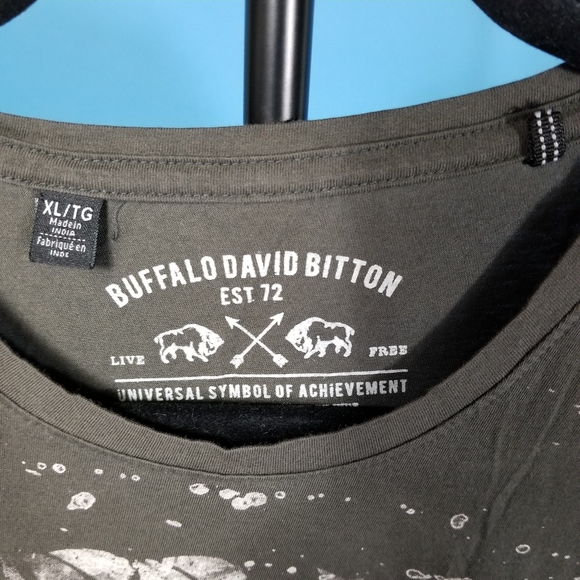 XL/TG
Made in
INDIA
Fabriqué en
INDE
BUFFALO DAVID BITTON
EST 72
LIVE FREE
UNIVERSAL SYMBOL OF ACHIEVEMENT